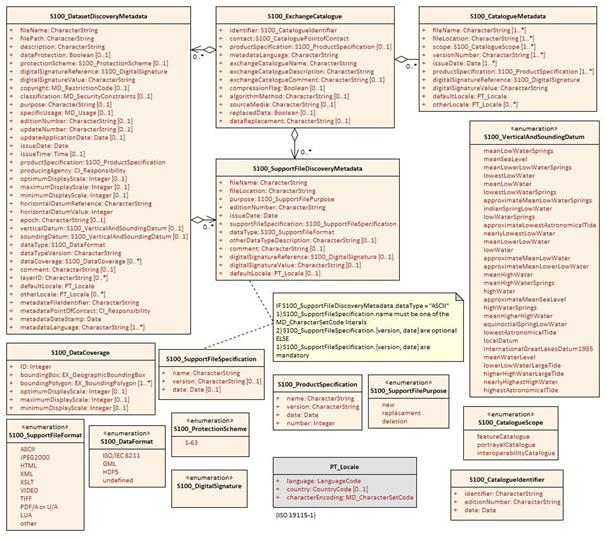 S100_DatasetDiscoveryMetadata
+ fileName: CharacterString
+ filePath: CharacterString
+ description: CharacterString
+ dataProtection: Boolean [0..1]
+ protectionScheme: S100_ProtectionScheme [0..1]
+ digitalSignatureReference: S100_DigitalSignature
+ digitalSignatureValue: CharacterString
+ copyright: MD_RestrictionCode [0..1]
+ classification: MD_SecurityConstraints [0..1]
+ purpose: CharacterString [0..1]
+ specificUsage: MD_Usage [0..1]
+ editionNumber: CharacterString [0..1]
+ updateNumber: CharacterString [0..1]
+ updateApplicationDate: Date [0..1]
+ issueDate: Date
+ issueTime: Time [0..1]
+ productSpecification: S100_ProductSpecification
+ producingAgency: CI_Responsibility
+ optimumDisplayScale: Integer [0..1]
+ maximumDisplayScale: Integer [0..1]
+ minimumDisplayScale: Integer [0..1]
+ horizontalDatumReference: CharacterString
+ horizontalDatumValue: Integer
+ epoch: CharacterString [0..1]
+ verticalDatum: S100_VerticalAndSoundingDatum [0..1]
+ soundingDatum: S100_VerticalAndSoundingDatum [0..1]
+ dataType: S100_DataFormat
+ dataTypeVersion: CharacterString
+ dataCoverage: S100_DataCoverage [0..*]
+ comment: CharacterString [0..1]
+ layerID: CharacterString [0..*]
+ defaultLocale: PT_Locale
+ otherLocale: PT_Locale [0..*]
+ metadataFileIdentifier: CharacterString
+ metadataPointOfContact: CI_Responsibility
+ metadataDateStamp: Date
+ metadataLanguage: CharacterString [1..*]
S100_ExchangeCatalogue
+ identifier: S100_CatalogueIdentifier
+ contact: S100_CataloguePointofContact
+ productSpecification: S100_ProductSpecification [0..1]
+ metadataLanguage: CharacterString
+ exchangeCatalogueName: CharacterString
+ exchangeCatalogueDescription: CharacterString
+ exchangeCatalogueComment: CharacterString [0..1]
+ compressionFlag: Boolean [0..1]
+ algorithmMethod: CharacterString [0..1]
+ sourceMedia: CharacterString [0..1]
+ replacedData: Boolean [0..1]
+ dataReplacement: CharacterString [0..1]
0..*
0..*
0..*
0..*
S100_CatalogueMetadata
+ fileName: CharacterString [1..*]
+ fileLocation: CharacterString [1..*]
+ scope: S100_CatalogueScope [1..*]
+ versionNumber: CharacterString [1..*]
+ issueDate: Date [1..*]
+ productSpecification: S100_ProductSpecification [1..*]
+ digitalSignatureReference: S100_DigitalSignature
+ digitalSignatureValue: CharacterString
+ defaultLocale: PT_Locale
+ otherLocale: PT_Locale [0..*]
S100_SupportFileDiscoveryMetadata
+ fileName: CharacterString
+ fileLocation: CharacterString
+ purpose: S100_SupportFilePurpose
+ editionNumber: CharacterString
+ issueDate: Date
+ supportFileSpecification: S100_SupportFileSpecification
+ dataType: S100_SupportFileFormat
+ otherDataTypeDescription: CharacterString [0..1]
+ comment: CharacterString [0..1]
+ digitalSignatureReference: S100_DigitalSignature [0..1]
+ digitalSignatureValue: CharacterString [0..1]
+ defaultLocale: PT_Locale [0..1]
«enumeration»
S100_VerticalAndSoundingDatum
meanLowWaterSprings
meanSeaLevel
meanLowerLowWaterSprings
lowestLowWater
meanLowWater
lowestLowWaterSprings
approximateMeanLowWaterSprings
indianSpringLowWater
lowWaterSprings
approximateLowestAstronomicalTide
nearlyLowestLowWater
meanLowerLowWater
lowWater
approximateMeanLowWater
approximateMeanLowerLowWater
meanHighWater
meanHighWaterSprings
highWater
approximateMeanSeaLevel
highWaterSprings
meanHigherHighWater
equinoctialSpringLowWater
lowestAstronomicalTide
localDatum
internationalGreatLakesDatum1985
meanWaterLevel
lowerLowWaterLargeTide
higherHighWaterLargeTide
nearlyHighestHighWater
highestAstronomicalTide
IF S100_SupportFileDiscoveryMetadata.dataType = "ASCII"
1) S100_SupportFileSpecification.name must be one of the
MD_CharacterSetCode literals
2) S100_SupportFileSpecification.[version, date] are optional
ELSE
1) S100_SupportFileSpecification.[version, date] are
mandatory
S100_DataCoverage
+ ID: Integer
+ boundingBox: EX_GeographicBoundingBox
+ boundingPolygon: EX_BoundingPolygon [1..*]
+ optimumDisplayScale: Integer [0..1]
+ maximumDisplayScale: Integer [0..1]
+ minimumDisplayScale: Integer [0..1]
S100_SupportFileSpecification
+ name: CharacterString
+ version: CharacterString [0..1]
+ date: Date [0..1]
S100_ProductSpecification
+ name: CharacterString
+ version: CharacterString
+ date: Date
+ number: Integer
«enumeration»
S100_SupportFilePurpose
new
replacement
deletion
«enumeration»
S100_SupportFileFormat
ASCII
JPEG2000
HTML
XML
XSLT
VIDEO
TIFF
PDF/A or U/A
LUA
other
«enumeration»
S100_DataFormat
ISO/IEC 8211
GML
HDF5
undefined
«enumeration»
S100_ProtectionScheme
S-63
«enumeration»
S100_DigitalSignature
PT_Locale
+ language: LanguageCode
+ country: CountryCode [0..1]
+ characterEncoding: MD_CharacterSetCode
(ISO 19115-1)
«enumeration»
S100_CatalogueScope
featureCatalogue
portrayalCatalogue
interoperabilityCatalogue
S100_CatalogueIdentifier
+ identifier: CharacterString
+ editionNumber: CharacterString
+ date: Date